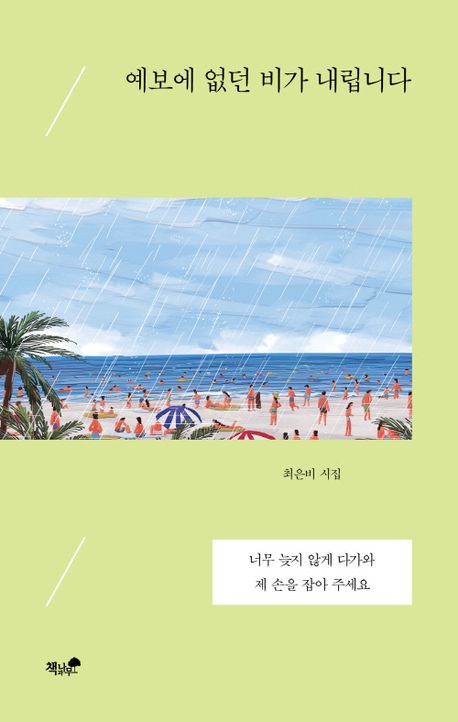 예보에 없던 비가 내립니다
최은비 시집
너무 늦지 않게 다가와
제 손을 잡아 주세요
책과나무